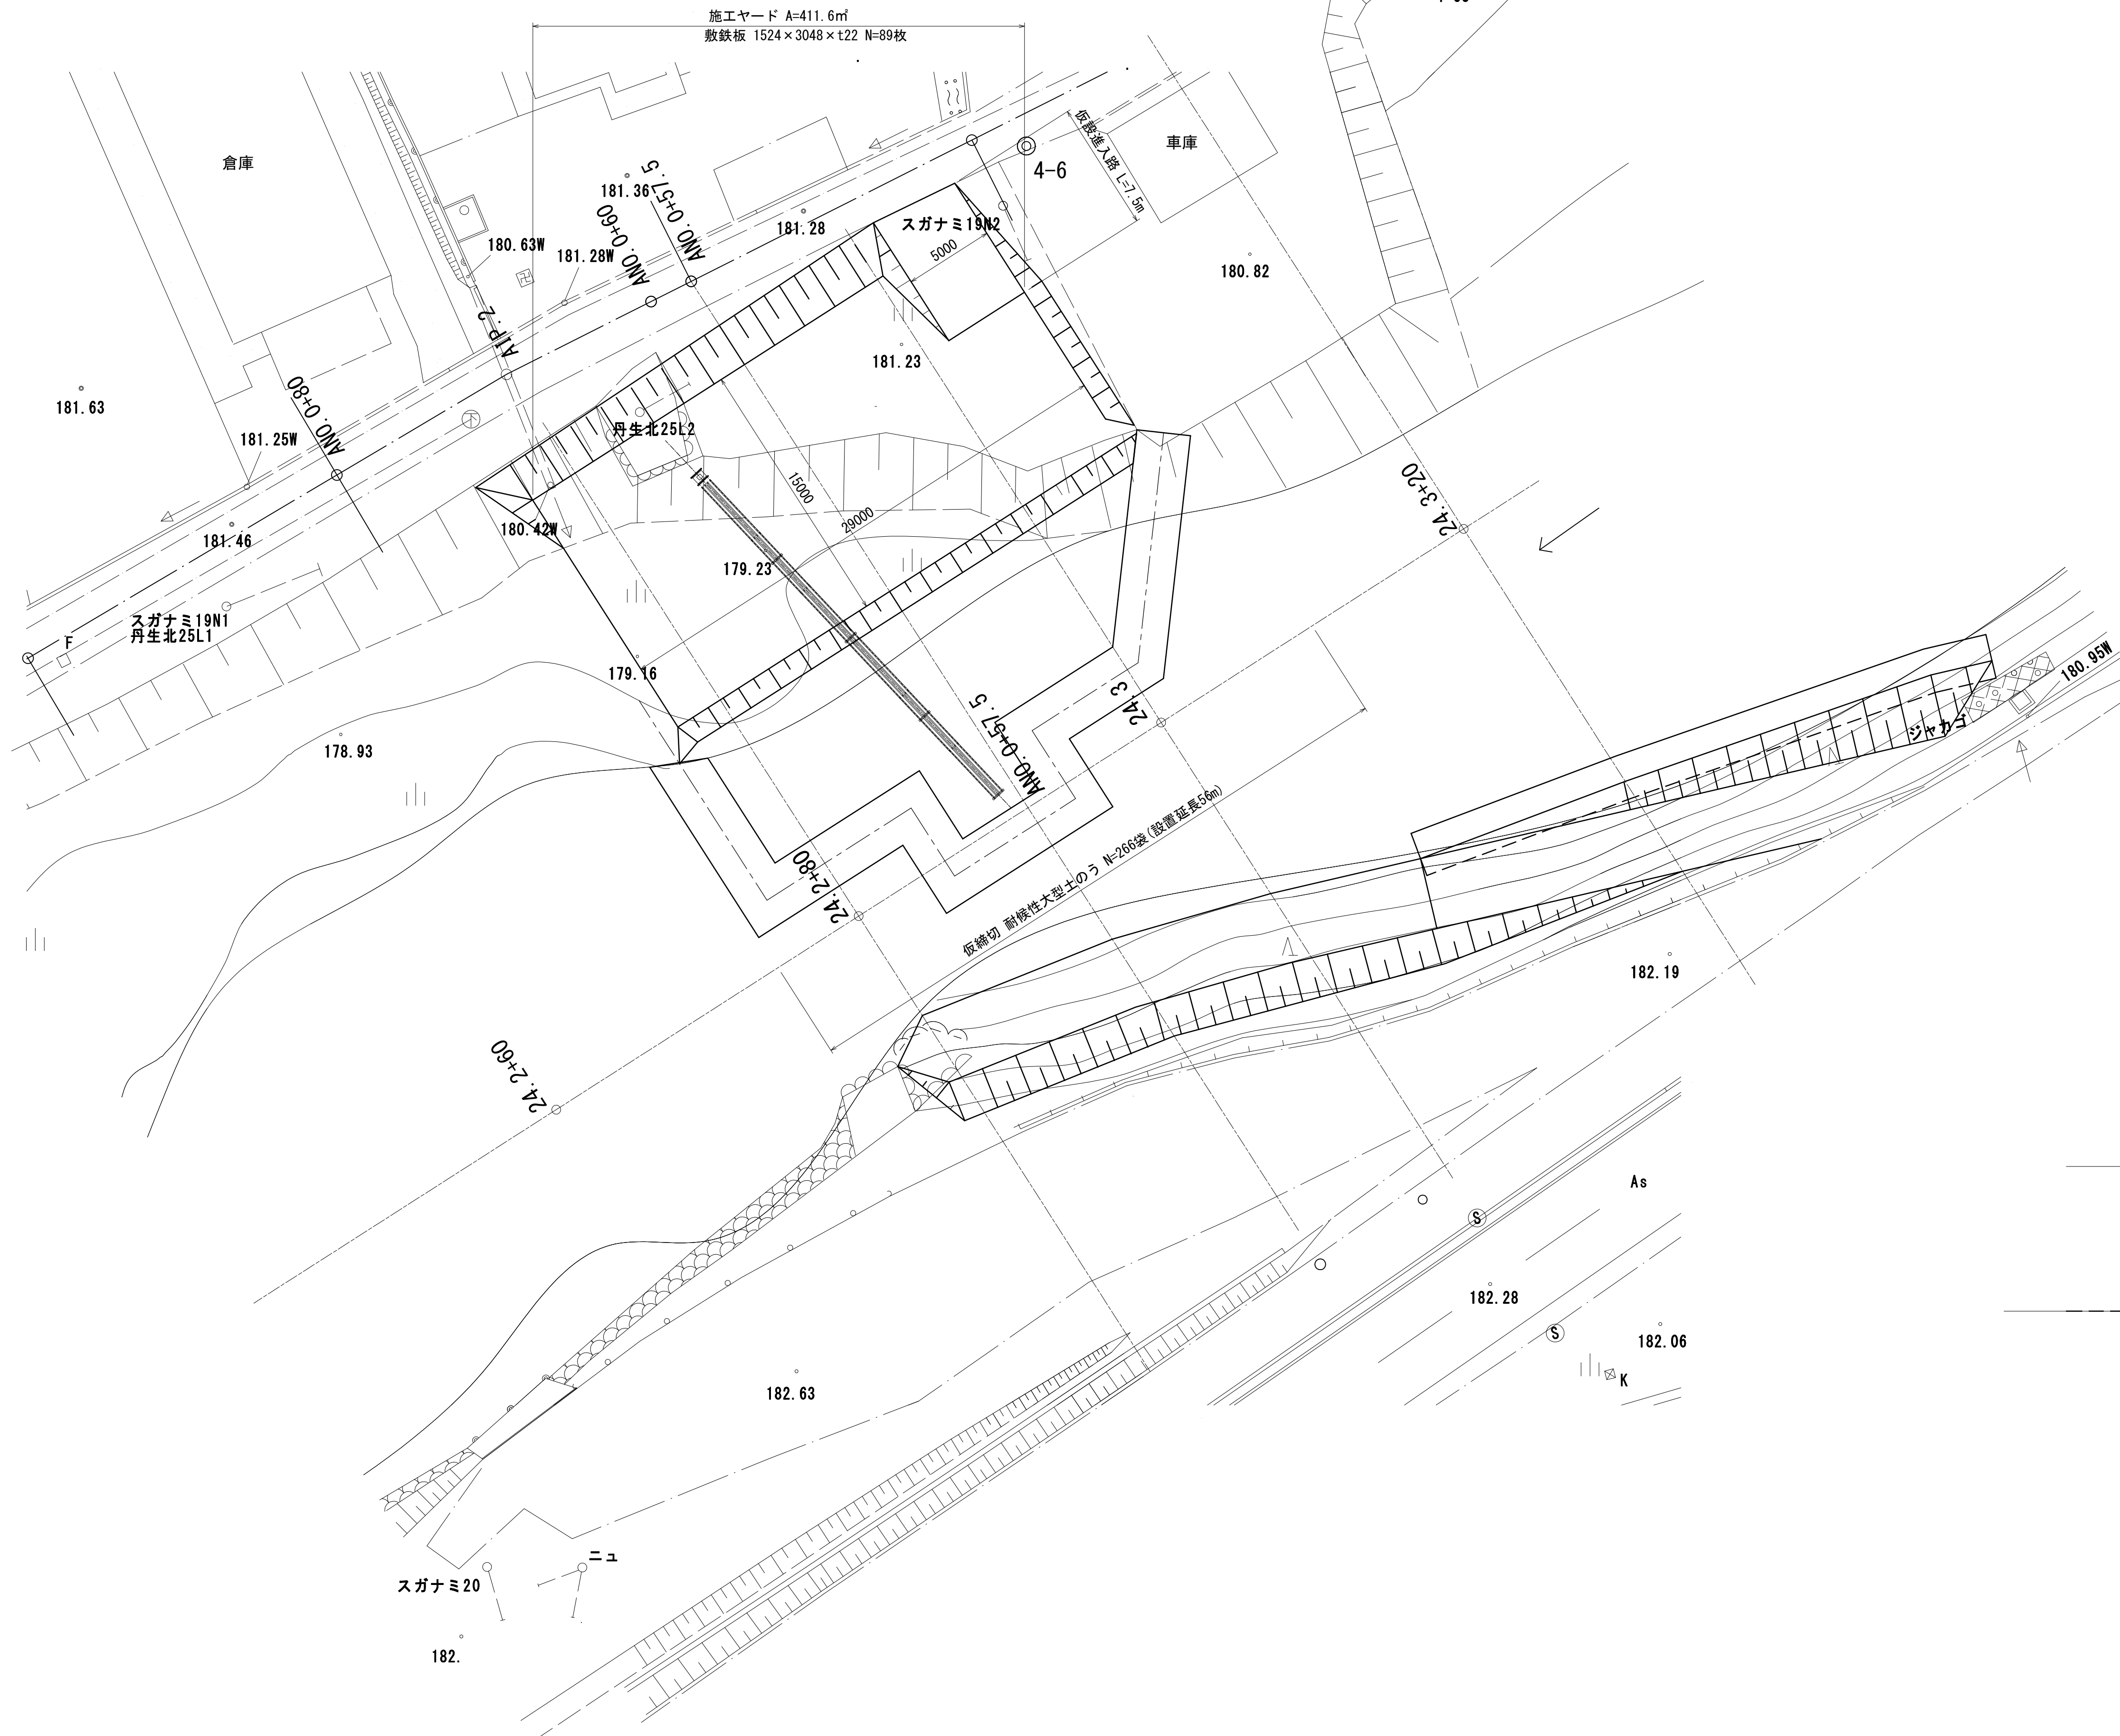 施工ヤード A=411.6㎡
敷鉄板 1524×3048×t22 N=89枚
倉庫
車庫
仮設進入路 L=7.5m
4-6
181.36
ANO.0+57.5
ANO.0+60
181.28
スガナミ19N2
5000
180.63W
181.28W
180.82
AIP.2
181.23
ANO.0+80
181.63
181.25W
丹生北25L2
15000
29000
24.3+20
181.46
180.42W
179.23
スガナミ19N1
丹生北25L1
F
179.16
180.95W
ジャカゴ
178.93
ANO.0+57.5
24.3
仮締切 耐候性大型土のう N=266袋(設置延長56m)
24.2+80
24.2+60
182.19
As
S
182.28
S
182.06
K
182.63
ニュ
スガナミ20
182.